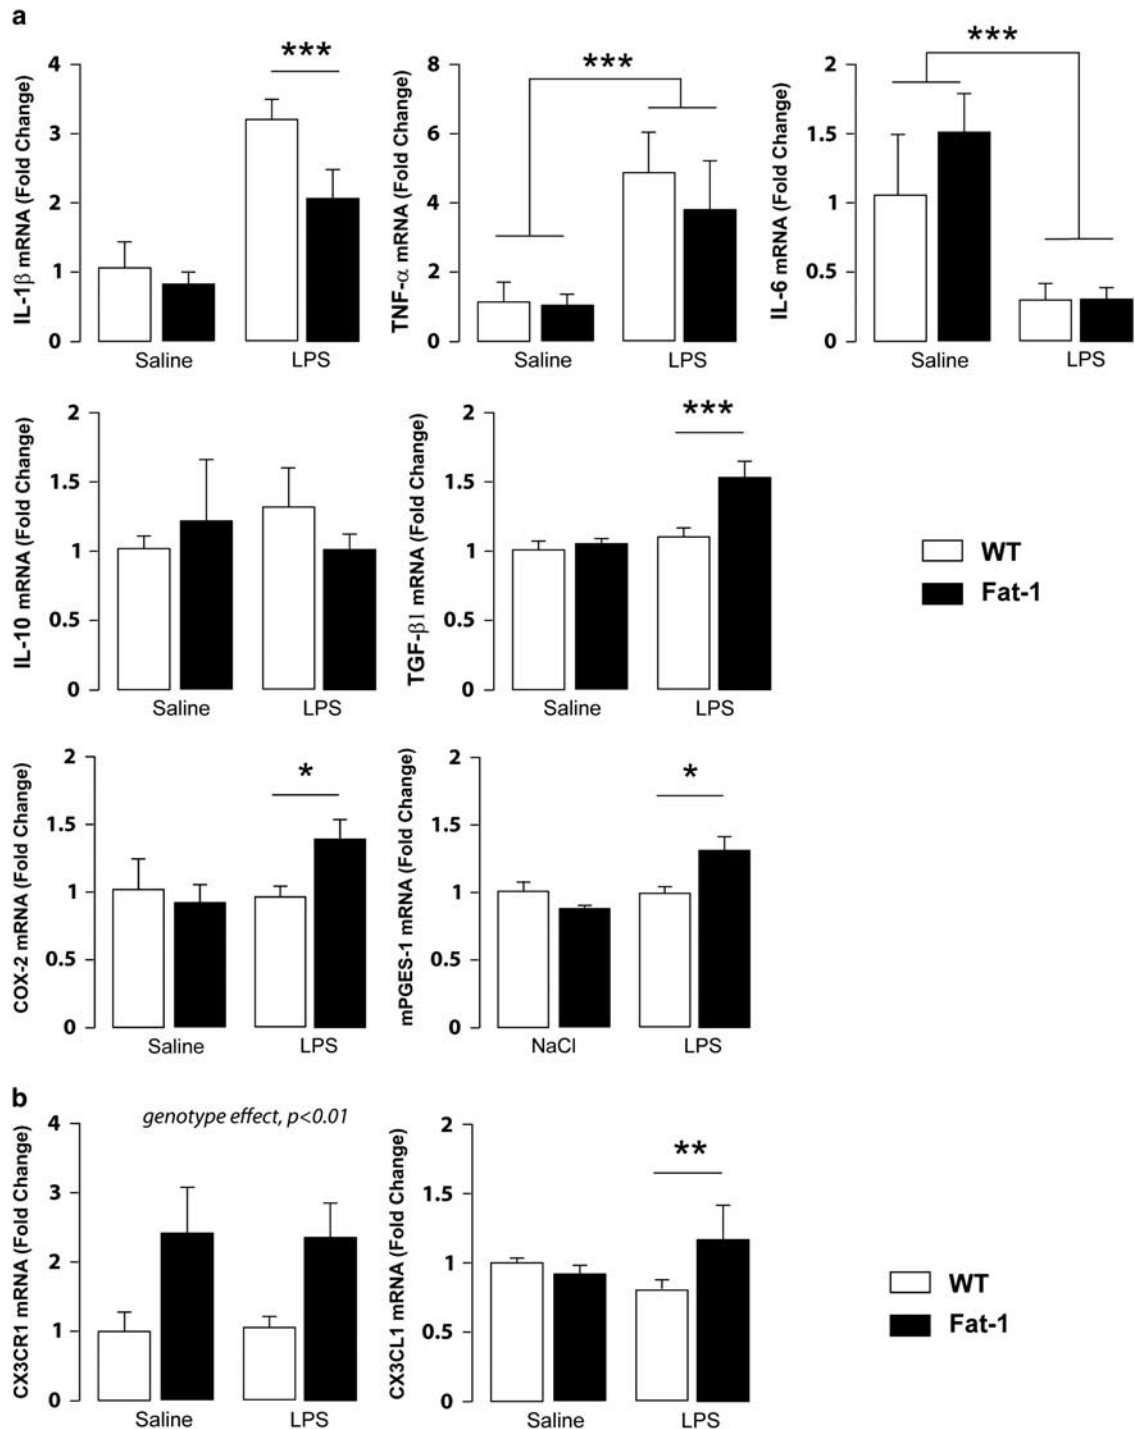 a
IL-1β mRNA (Fold Change)
4
3
2
1
0
***
Saline
LPS
TNF-α mRNA (Fold Change)
8
6
4
2
0
***
Saline
LPS
IL-6 mRNA (Fold Change)
2
1.5
1
0.5
0
***
Saline
LPS
IL-10 mRNA (Fold Change)
2
1.5
1
0.5
0
Saline
LPS
TGF-β1 mRNA (Fold Change)
2
1.5
1
0.5
0
***
Saline
LPS
WT
Fat-1
COX-2 mRNA (Fold Change)
2
1.5
1
0.5
0
*
Saline
LPS
mPGES-1 mRNA (Fold Change)
2
1.5
1
0.5
0
*
NaCl
LPS
b
CX3CR1 mRNA (Fold Change)
4
3
2
1
0
genotype effect, p<0.01
Saline
LPS
CX3CL1 mRNA (Fold Change)
2
1.5
1
0.5
0
**
Saline
LPS
WT
Fat-1